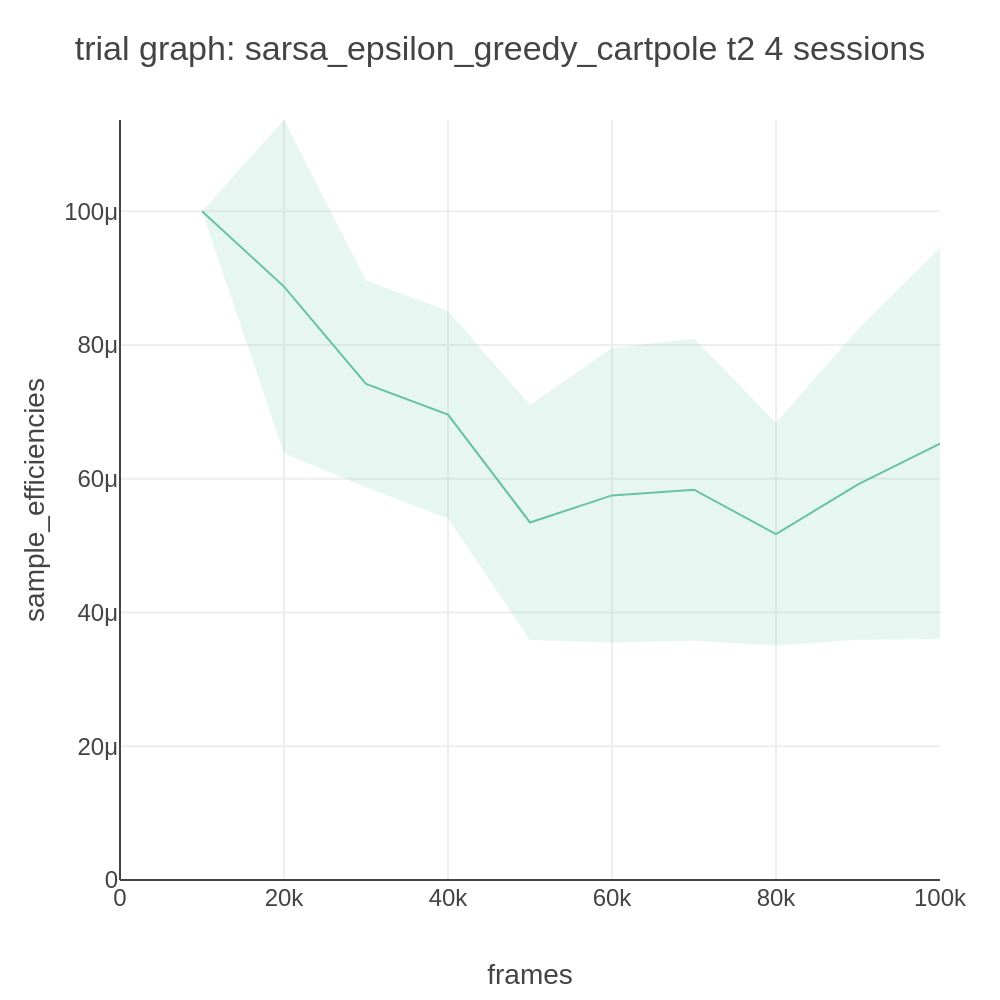 trial graph: sarsa_epsilon_greedy_cartpole t2 4 sessions
100μ
80μ
60μ
40μ
20μ
0
0
20k
40k
60k
80k
100k
sample_efficiencies
frames